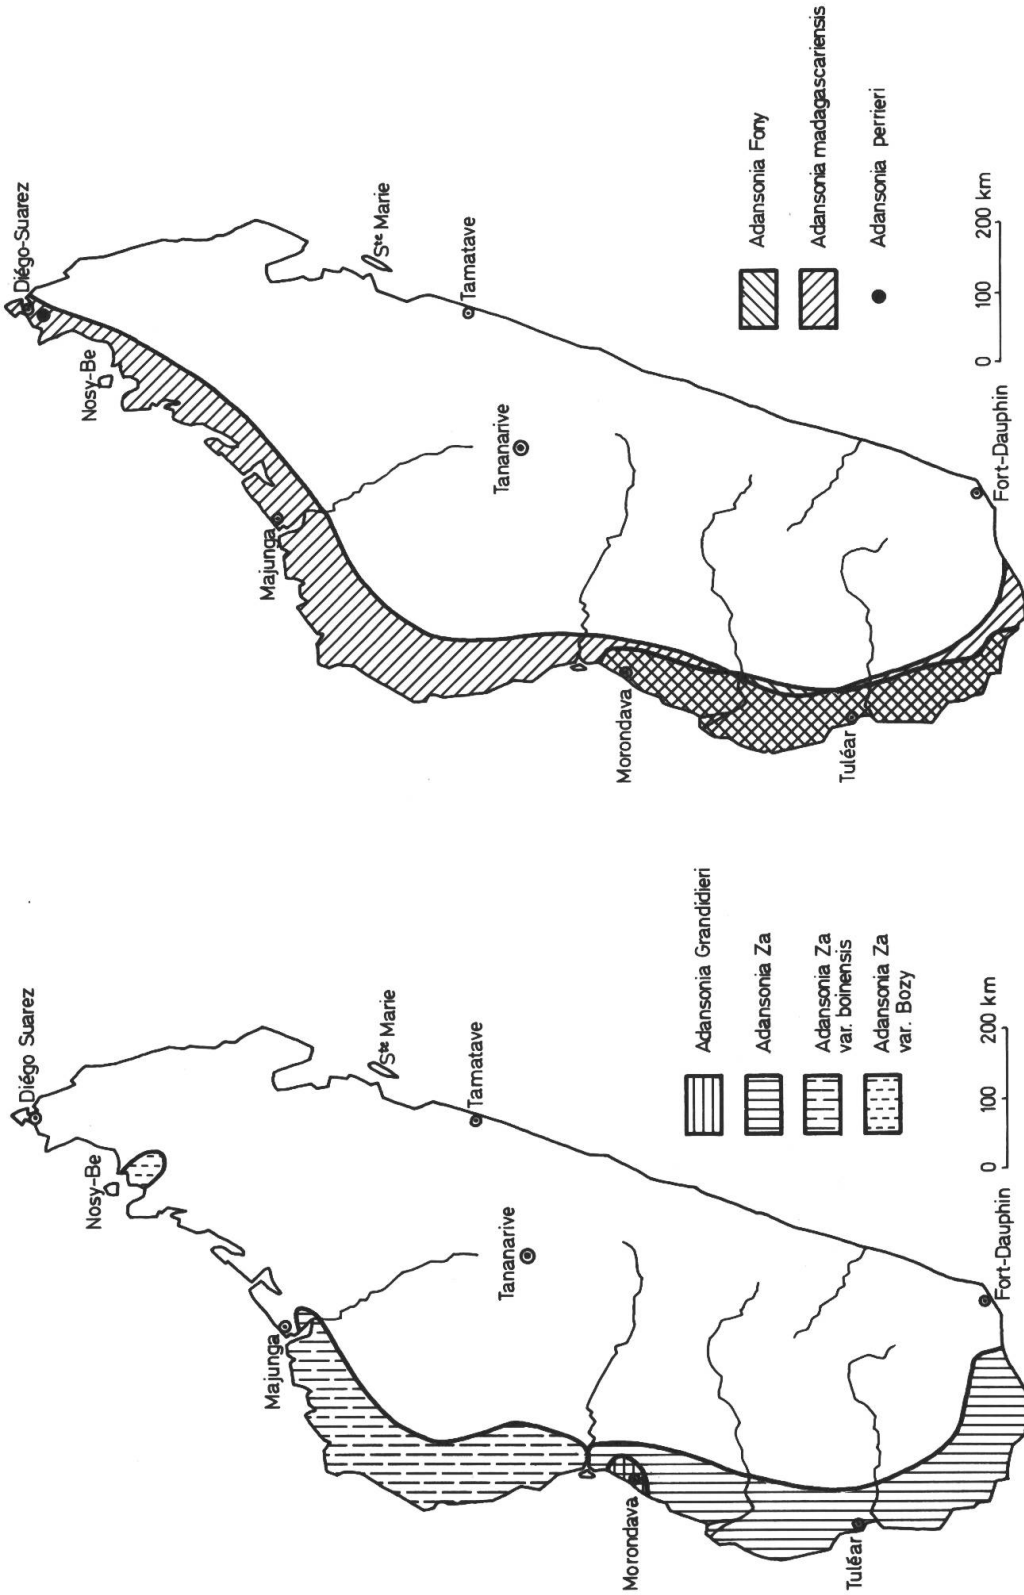 Diégo Suarez
Nosy-Be
Majunga
Ste Marie
Tamatave
Tananarive
Morondava
Tuléar
Fort-Dauphin
Adansonia Grandidieri
Adansonia Za
Adansonia Za
var. boinensis
Adansonia Za
var. Bozy
0 100 200 km
Diégo-Suarez
Nosy-Be
Majunga
Ste Marie
Tamatave
Tananarive
Morondava
Tuléar
Fort-Dauphin
Adansonia Fony
Adansonia madagascariensis
Adansonia perrieri
0 100 200 km